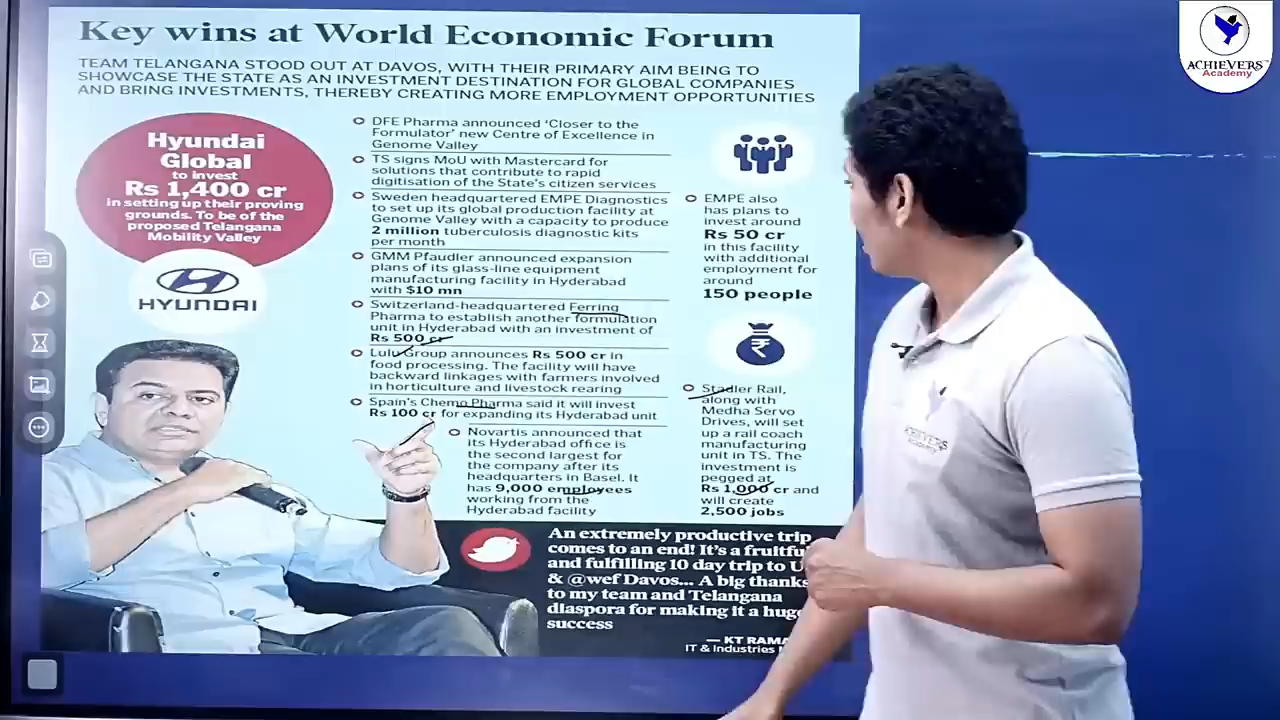 Key wins at World Economic Forum
TEAM TELANGANA STOOD OUT AT DAVOS, WITH THEIR PRIMARY AIM BEING TO
SHOWCASE THE STATE AS AN INVESTMENT DESTINATION FOR GLOBAL COMPANIES
AND BRING INVESTMENTS, THEREBY CREATING MORE EMPLOYMENT OPPORTUNITIES
Hyundai
Global
to invest
Rs 1,400 cr
in setting up their proving
grounds. To be of the
proposed Telangana
Mobility Valley
HYUNDAI
DFE Pharma announced ‘Closer to the
Formulator’ new Centre of Excellence in
Genome Valley
TS signs MoU with Mastercard for
solutions that contribute to rapid
digitisation of the State's citizen services
Sweden headquartered EMPE Diagnostics
to set up its global production facility at
Genome Valley with a capacity to produce
2 million tuberculosis diagnostic kits
per month
GMM Pfaudler announced expansion
plans of its glass-line equipment
manufacturing facility in Hyderabad
with $10 mn
Switzerland-headquartered Ferring
Pharma to establish another formulation
unit in Hyderabad with an investment of
Rs 500 cr
Lulu Group announces Rs 500 cr in
food processing. The facility will have
backward linkages with farmers involved
in horticulture and livestock rearing
Spain's Chemo Pharma said it will invest
Rs 100 cr for expanding its Hyderabad unit
Novartis announced that
its Hyderabad office is
the second largest for
the company after its
headquarters in Basel. It
has 9,000 employees
working from the
Hyderabad facility
EMPE also
has plans to
invest around
Rs 50 cr
in this facility
with additional
employment for
around
150 people
Stadler Rail,
along with
Medha Servo
Drives, will set
up a rail coach
manufacturing
unit in TS. The
investment is
pegged at
Rs 1,000 cr and
will create
2,500 jobs
An extremely productive trip
comes to an end! It's a fruitfu
and fulfilling 10 day trip to U
& @wef Davos... A big thanks
to my team and Telangana
diaspora for making it a huge
success
— KT RAMA
IT & Industries
ACHIEVERS
Academy
ACHIEVERS
Academy